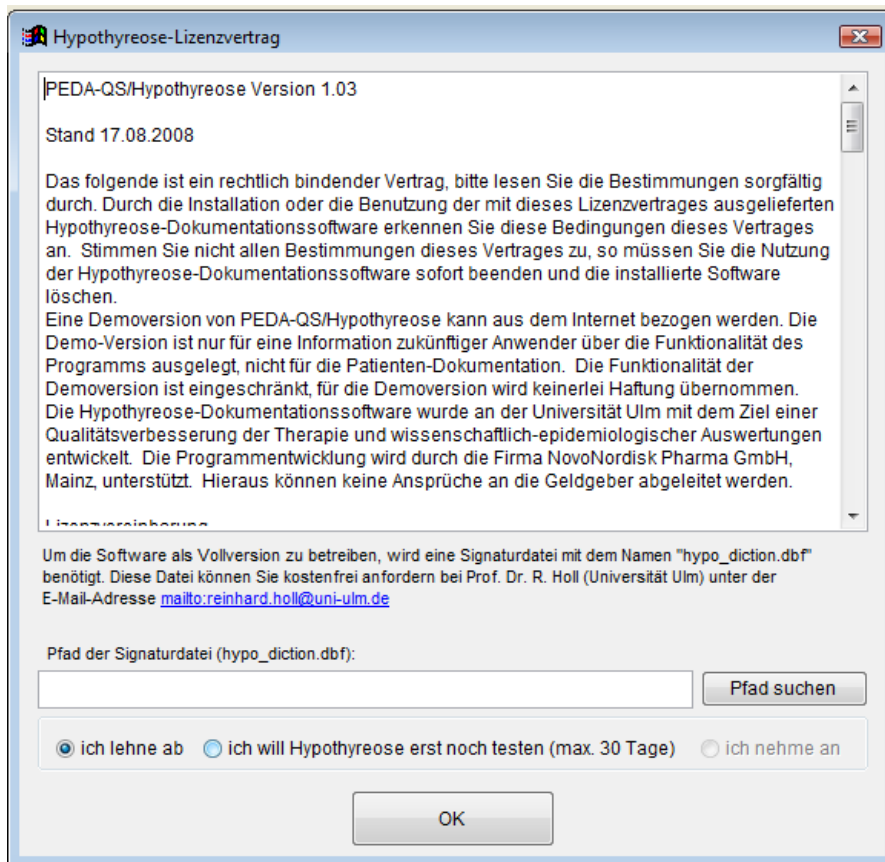 Hypothyreose-Lizenzvertrag
PEDA-QS/Hypothyreose Version 1.03
Stand 17.08.2008
Das folgende ist ein rechtlich bindender Vertrag, bitte lesen Sie die Bestimmungen sorgfältig
durch. Durch die Installation oder die Benutzung der mit dieses Lizenzvertrages ausgelieferten
Hypothyreose-Dokumentationssoftware erkennen Sie diese Bedingungen dieses Vertrages
an.  Stimmen Sie nicht allen Bestimmungen dieses Vertrages zu, so müssen Sie die Nutzung
der Hypothyreose-Dokumentationssoftware sofort beenden und die installierte Software
löschen.
Eine Demoversion von PEDA-QS/Hypothyreose kann aus dem Internet bezogen werden. Die
Demo-Version ist nur für eine Information zukünftiger Anwender über die Funktionalität des
Programms ausgelegt, nicht für die Patienten-Dokumentation.  Die Funktionalität der
Demoversion ist eingeschränkt, für die Demoversion wird keinerlei Haftung übernommen.
Die Hypothyreose-Dokumentationssoftware wurde an der Universität Ulm mit dem Ziel einer
Qualitätsverbesserung der Therapie und wissenschaftlich-epidemiologischer Auswertungen
entwickelt.  Die Programmentwicklung wird durch die Firma NovoNordisk Pharma GmbH,
Mainz, unterstützt.  Hieraus können keine Ansprüche an die Geldgeber abgeleitet werden.
Lizenzvereinbarung
Um die Software als Vollversion zu betreiben, wird eine Signaturdatei mit dem Namen "hypo_diction.dbf"
benötigt. Diese Datei können Sie kostenfrei anfordern bei Prof. Dr. R. Holl (Universität Ulm) unter der
E-Mail-Adresse mailto:reinhard.holl@uni-ulm.de
Pfad der Signaturdatei (hypo_diction.dbf):
Pfad suchen
ich lehne ab ich will Hypothyreose erst noch testen (max. 30 Tage) ich nehme an
OK